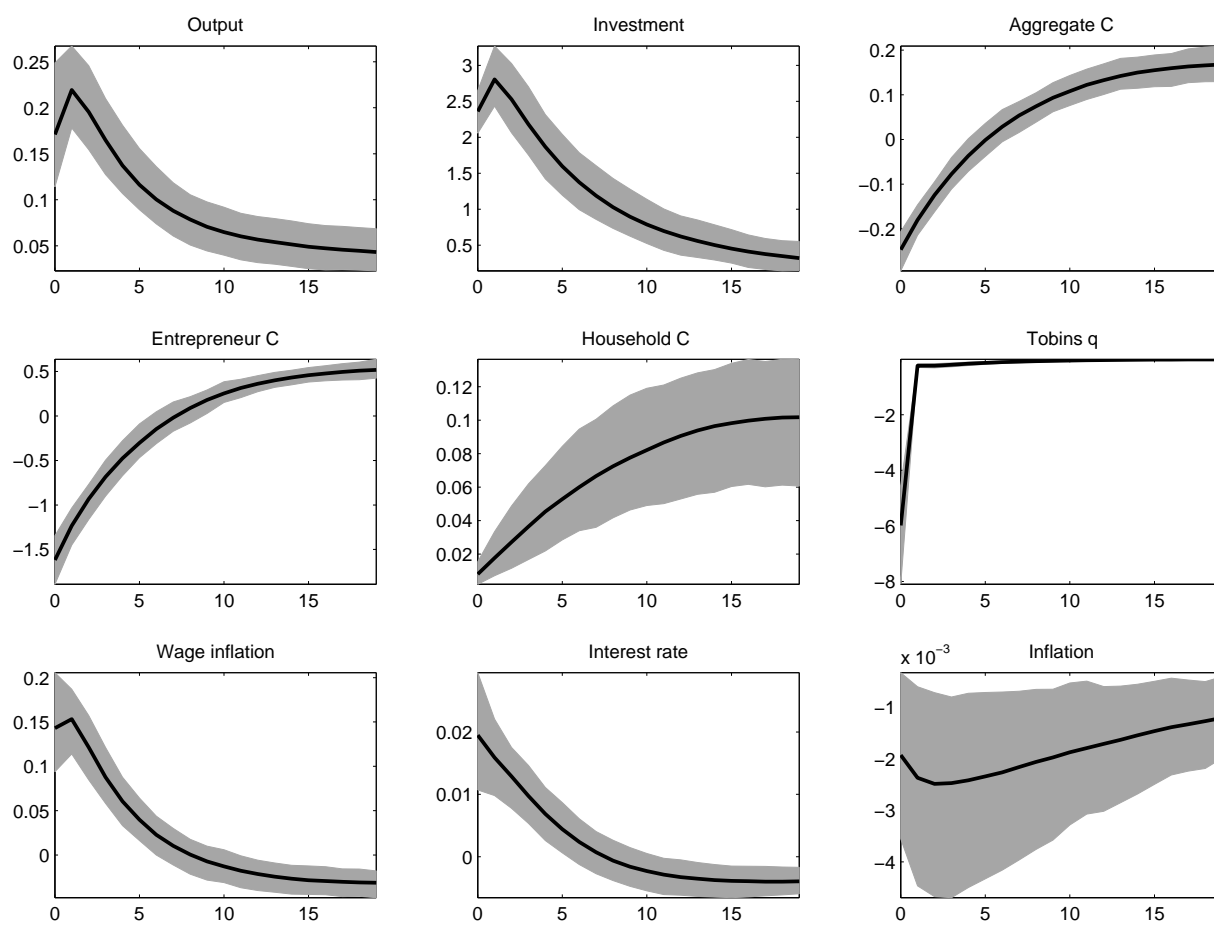 Output
0.25
0.2
0.15
0.1
0.05
0 5 10 15
Investment
3
2.5
2
1.5
1
0.5
0 5 10 15
Aggregate C
0.2
0.1
0
−0.1
−0.2
0 5 10 15
Entrepreneur C
0.5
0
−0.5
−1
−1.5
0 5 10 15
Household C
0.12
0.1
0.08
0.06
0.04
0.02
0 5 10 15
Tobins q
−2
−4
−6
−8
0 5 10 15
Wage inflation
0.2
0.15
0.1
0.05
0
0 5 10 15
Interest rate
0.02
0.01
0
0 5 10 15
x 10−3 Inflation
−1
−2
−3
−4
0 5 10 15